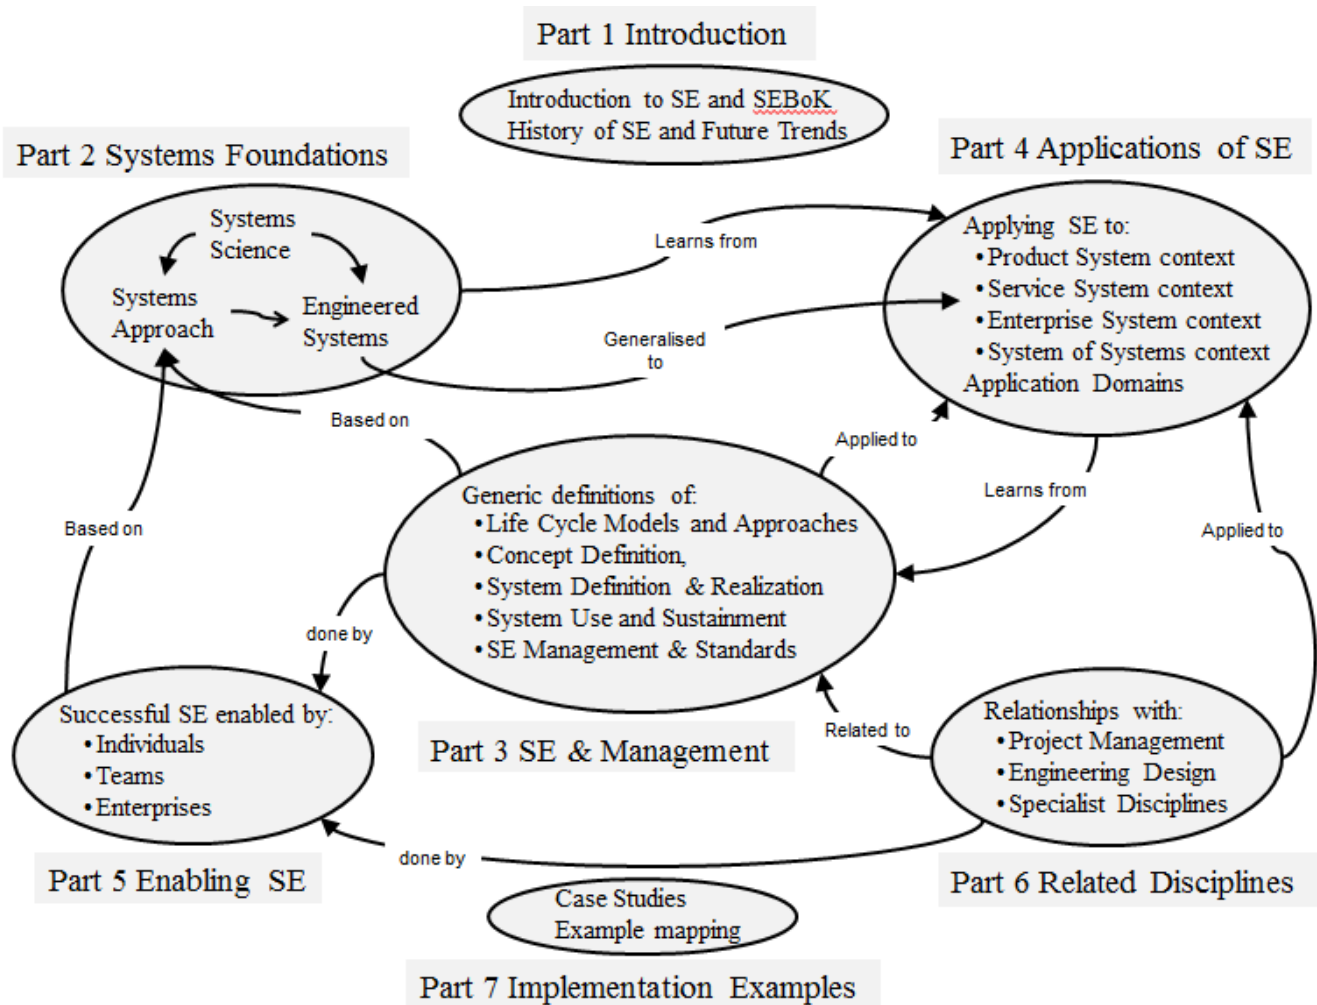 Part 1 Introduction
Introduction to SE and SEBoK
History of SE and Future Trends
Part 2 Systems Foundations
Systems
Science
Systems
Approach
Engineered
Systems
Part 4 Applications of SE
Applying SE to:
•Product System context
•Service System context
•Enterprise System context
•System of Systems context
Application Domains
Learns from
Generalised
to
Based on
Applied to
Learns from
Based on
Applied to
Generic definitions of:
•Life Cycle Models and Approaches
•Concept Definition,
•System Definition & Realization
•System Use and Sustainment
•SE Management & Standards
Part 3 SE & Management
done by
Related to
Successful SE enabled by:
•Individuals
•Teams
•Enterprises
Part 5 Enabling SE
Relationships with:
•Project Management
•Engineering Design
•Specialist Disciplines
Part 6 Related Disciplines
done by
Case Studies
Example mapping
Part 7 Implementation Examples